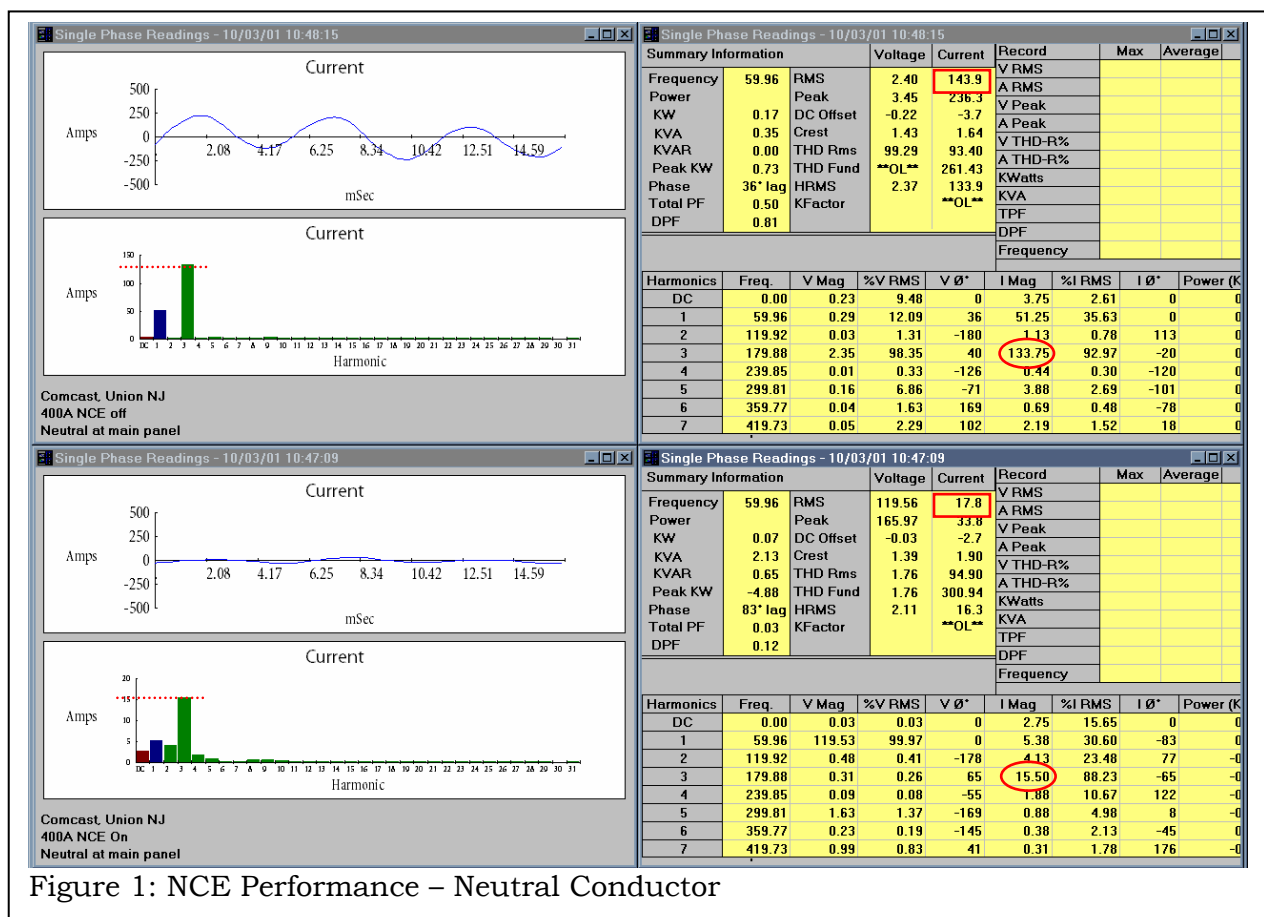 Single Phase Readings - 10/03/01 10:48:15
Current
500
250
0
-250
-500
Amps
2.08 4.17 6.25 8.34 10.42 12.51 14.59
mSec
Current
150
100
50
0
Amps
DC 1 2 3 4 5 6 7 8 9 10 11 12 13 14 15 16 17 18 19 20 21 22 23 24 25 26 27 28 29 30 31
Harmonic
Comcast, Union NJ
400A NCE off
Neutral at main panel
Single Phase Readings - 10/03/01 10:48:15
Summary Information Voltage Current Record Max Average
Frequency 59.96 RMS 2.40 143.9 V RMS
Power Peak 3.45 236.3 A RMS
KW 0.17 DC Offset -0.22 -3.7 V Peak
KVA 0.35 Crest 1.43 1.64 A Peak
KVAR 0.00 THD Rms 99.29 93.40 V THD-R%
Peak KW 0.73 THD Fund **OL** 261.43 A THD-R%
Phase 36° lag HRMS 2.37 133.9 KWatts
Total PF 0.50 KFactor **OL** KVA
DPF 0.81 TPF
DPF
Frequency
Harmonics Freq. V Mag %V RMS V Ø° I Mag %I RMS I Ø° Power (K
DC 0.00 0.23 9.48 0 3.75 2.61 0 0
1 59.96 0.29 12.09 36 51.25 35.63 0 0
2 119.92 0.03 1.31 -180 1.13 0.78 113 0
3 179.88 2.35 98.35 40 133.75 92.97 -20 0
4 239.85 0.01 0.33 -126 0.44 0.30 -120 0
5 299.81 0.16 6.86 -71 3.88 2.69 -101 0
6 359.77 0.04 1.63 169 0.69 0.48 -78 0
7 419.73 0.05 2.29 102 2.19 1.52 18 0
Single Phase Readings - 10/03/01 10:47:09
Current
500
250
0
-250
-500
Amps
2.08 4.17 6.25 8.34 10.42 12.51 14.59
mSec
Current
20
15
10
5
Amps
DC 1 2 3 4 5 6 7 8 9 10 11 12 13 14 15 16 17 18 19 20 21 22 23 24 25 26 27 28 29 30 31
Harmonic
Comcast, Union NJ
400A NCE On
Neutral at main panel
Single Phase Readings - 10/03/01 10:47:09
Summary Information Voltage Current Record Max Average
Frequency 59.96 RMS 119.56 17.8 V RMS
Power Peak 165.97 33.8 A RMS
KW 0.07 DC Offset -0.03 -2.7 V Peak
KVA 2.13 Crest 1.39 1.90 A Peak
KVAR 0.65 THD Rms 1.76 94.90 V THD-R%
Peak KW -4.88 THD Fund 1.76 300.94 A THD-R%
Phase 83° lag HRMS 2.11 16.3 KWatts
Total PF 0.03 KFactor **OL** KVA
DPF 0.12 TPF
DPF
Frequency
Harmonics Freq. V Mag %V RMS V Ø° I Mag %I RMS I Ø° Power (K
DC 0.00 0.03 0.03 0 2.75 15.65 0 0
1 59.96 119.53 99.97 0 5.38 30.60 -83 0
2 119.92 0.48 0.41 -178 4.13 23.48 77 -0
3 179.88 0.31 0.26 65 15.50 88.23 -65 -0
4 239.85 0.09 0.08 -55 1.88 10.67 122 -0
5 299.81 1.63 1.37 -169 0.88 4.98 8 -0
6 359.77 0.23 0.19 -145 0.38 2.13 -45 0
7 419.73 0.99 0.83 41 0.31 1.78 176 -0
Figure 1: NCE Performance – Neutral Conductor